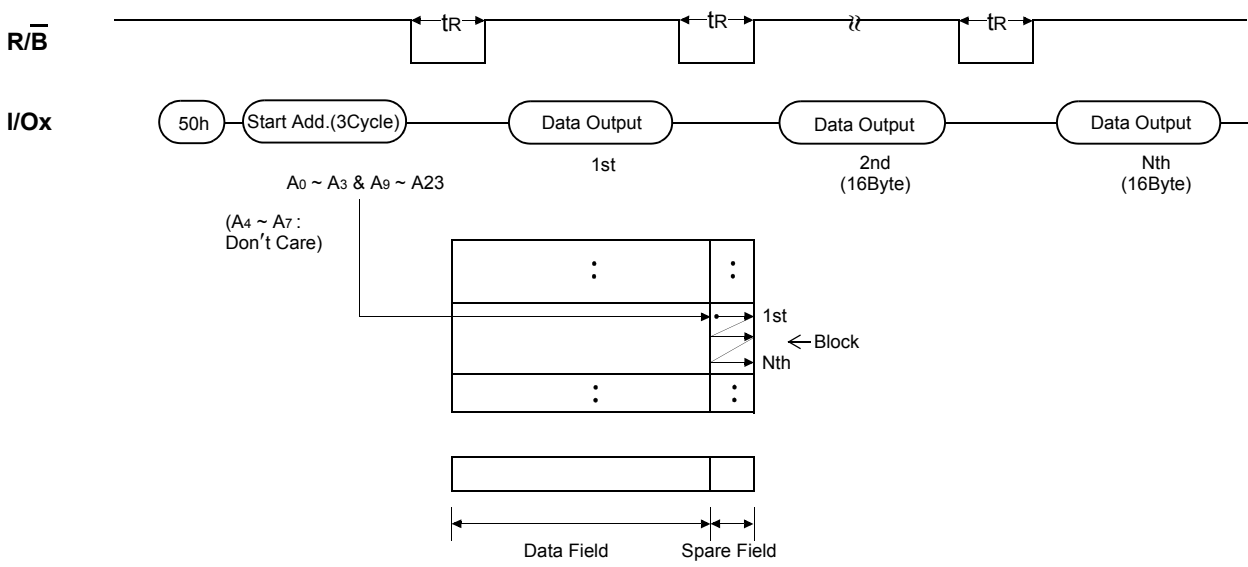 R/B
tR
tR
tR
I/Ox
50h
Start Add.(3Cycle)
Data Output
Data Output
Data Output
1st
2nd
(16Byte)
Nth
(16Byte)
A0 ~ A3 & A9 ~ A23
(A4 ~ A7 :
Don't Care)
1st
Block
Nth
Data Field
Spare Field